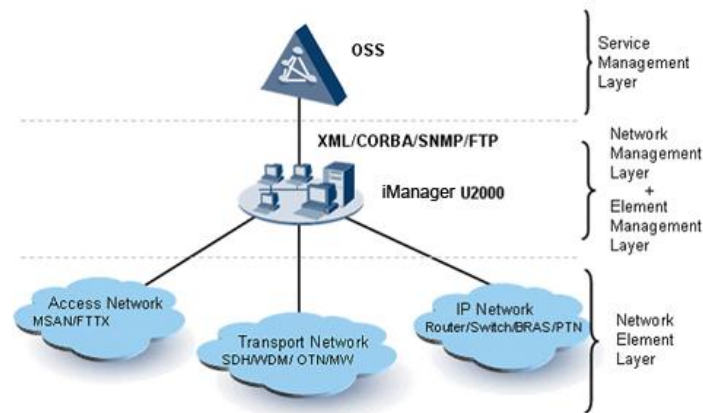 OSS
Service
Management
Layer
XML/CORBA/SNMP/FTP
iManager U2000
Network
Management
Layer
+
Element
Management
Layer
Access Network
MSAN/FTTX
Transport Network
SDH/WDM/ OTN/MW
IP Network
Router/Switch/BRAS/PTN
Network
Element
Layer